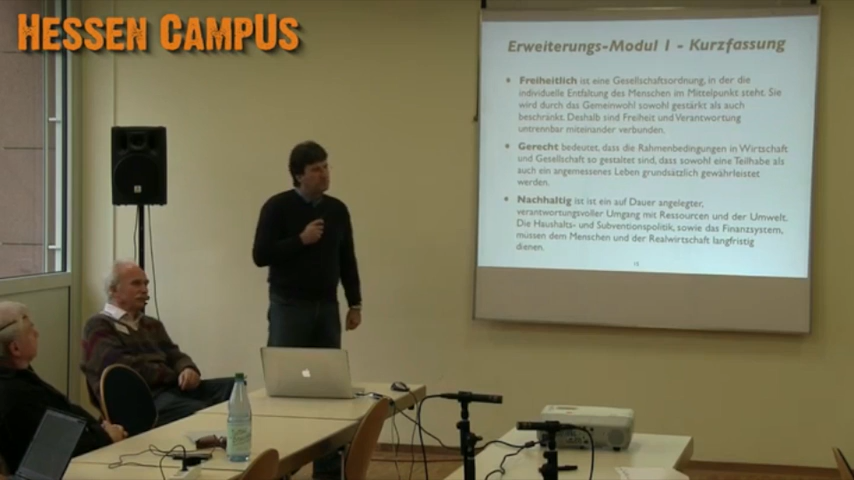 HESSEN CAMPUS
Erweiterungs-Modul I - Kurzfassung
• Freiheitlich ist eine Gesellschaftsordnung, in der die
individuelle Entfaltung des Menschen im Mittelpunkt steht. Sie
wird durch das Gemeinwohl sowohl gestärkt als auch
beschränkt. Deshalb sind Freiheit und Verantwortung
untrennbar miteinander verbunden.
• Gerecht bedeutet, dass die Rahmenbedingungen in Wirtschaft
und Gesellschaft so gestaltet sind, dass sowohl eine Teilhabe als
auch ein angemessenes Leben grundsätzlich gewährleistet
werden.
• Nachhaltig ist ist ein auf Dauer angelegter,
verantwortungsvoller Umgang mit Ressourcen und der Umwelt.
Die Haushalts- und Subventionspolitik, sowie das Finanzsystem,
müssen dem Menschen und der Realwirtschaft langfristig
dienen.